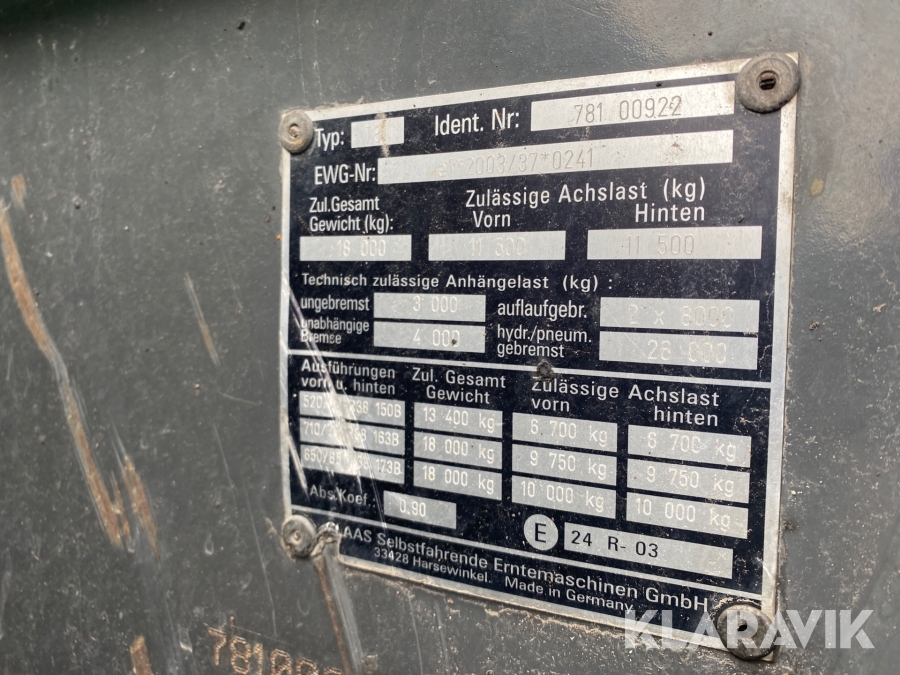 Typ: Ident. Nr: 781 00922
EWG-Nr: 2003/37*0241
Zul.Gesamt Gewicht (kg): Zulässige Achslast (kg)
Vorn Hinten
18 000 11 500
Technisch zulässige Anhängelast (kg) :
ungebremst 3 000 auflaufgebr. 2 x 8000
unabhängige Bremse 4 000 hydr./pneum. gebremst 28 000
Ausführungen vorn u. hinten Zul. Gesamt Gewicht Zulässige Achslast
vorn hinten
150B 13 400 kg 6 700 kg 6 700 kg
163B 18 000 kg 9 750 kg 9 750 kg
173B 18 000 kg 10 000 kg 10 000 kg
Abs.Koef.: 0.90 E 24 R- 03
CLAAS Selbstfahrende Erntemaschinen GmbH
33428 Harsewinkel. Made in Germany
KLARAVIK